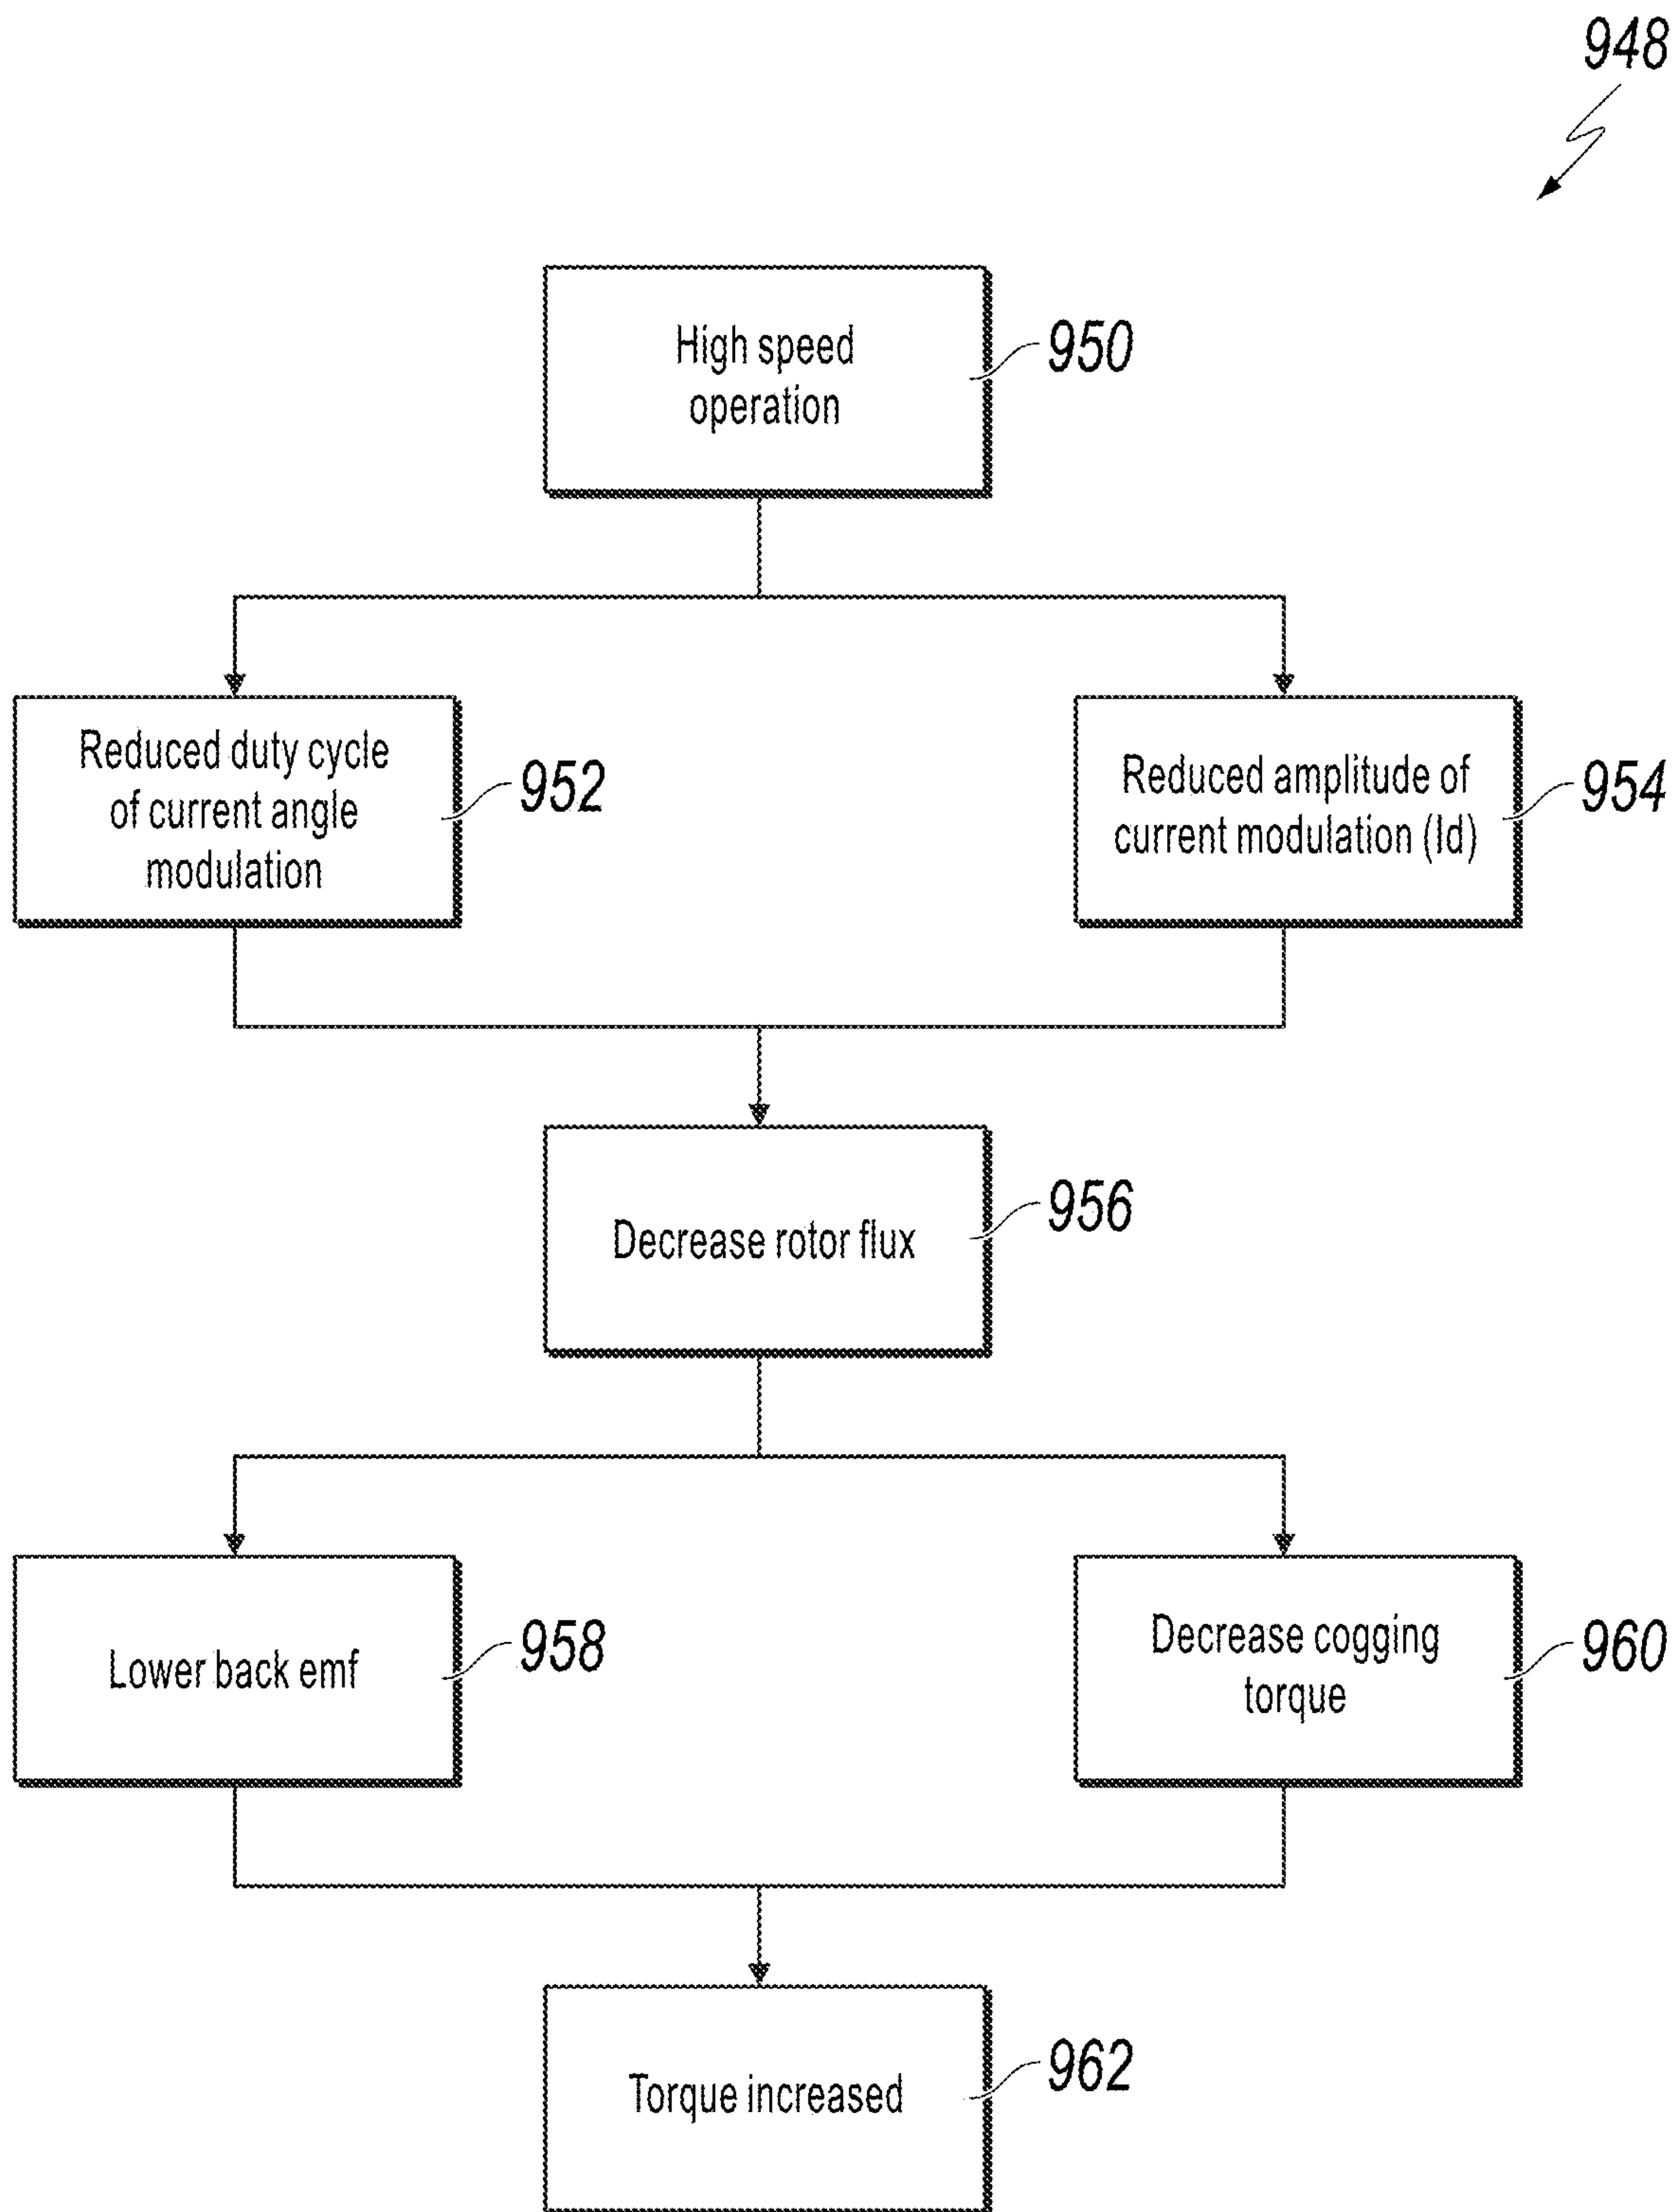 948
High speed
operation
950
Reduced duty cycle
of current angle
modulation
952
Reduced amplitude of
current modulation (Id)
954
Decrease rotor flux
956
Lower back emf
958
Decrease cogging
torque
960
Torque increased
962